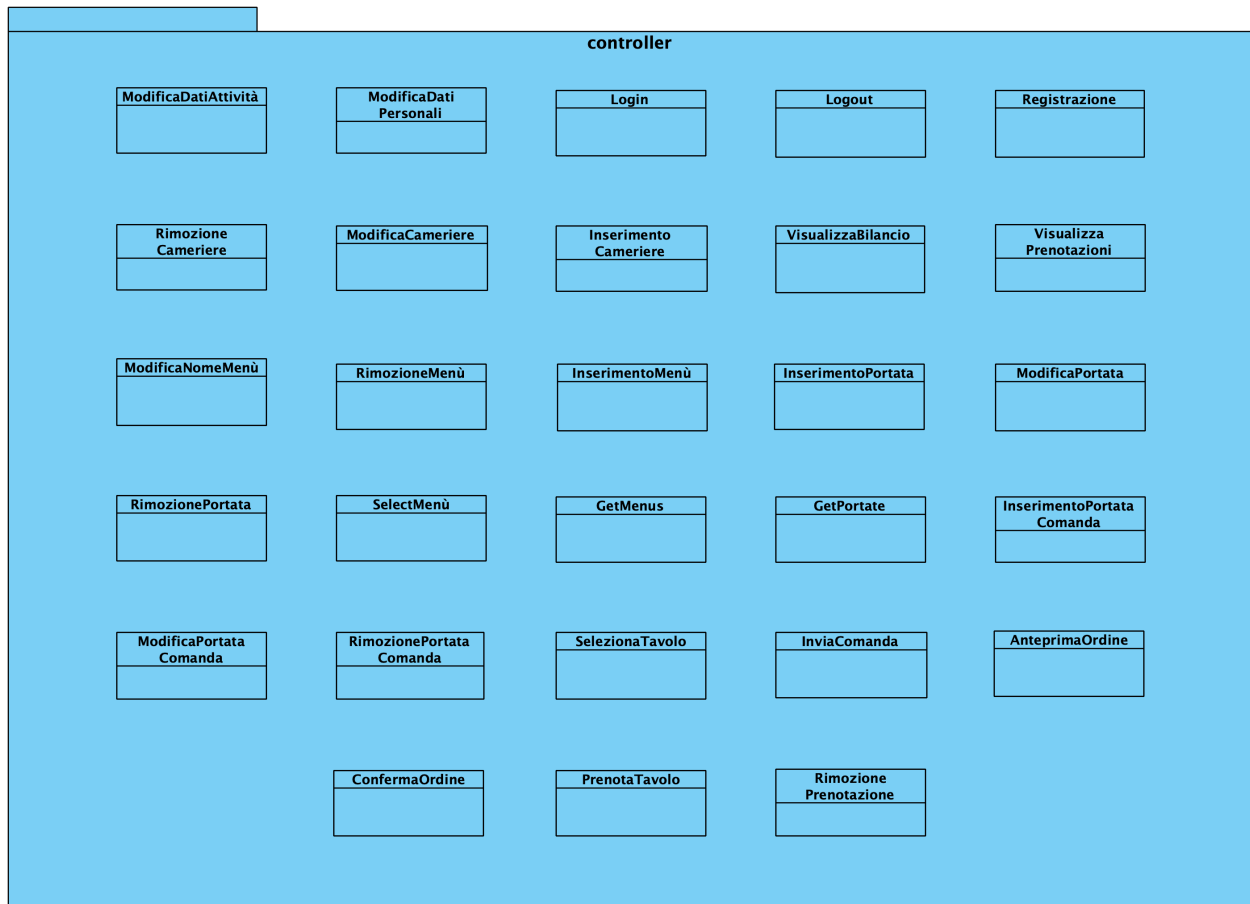 controller
ModificaDatiAttività
ModificaDati
Personali
Login
Logout
Registrazione
Rimozione
Cameriere
ModificaCameriere
Inserimento
Cameriere
VisualizzaBilancio
Visualizza
Prenotazioni
ModificaNomeMenù
RimozioneMenù
InserimentoMenù
InserimentoPortata
ModificaPortata
RimozionePortata
SelectMenù
GetMenus
GetPortate
InserimentoPortata
Comanda
ModificaPortata
Comanda
RimozionePortata
Comanda
SelezionaTavolo
InviaComanda
AnteprimaOrdine
ConfermaOrdine
PrenotaTavolo
Rimozione
Prenotazione